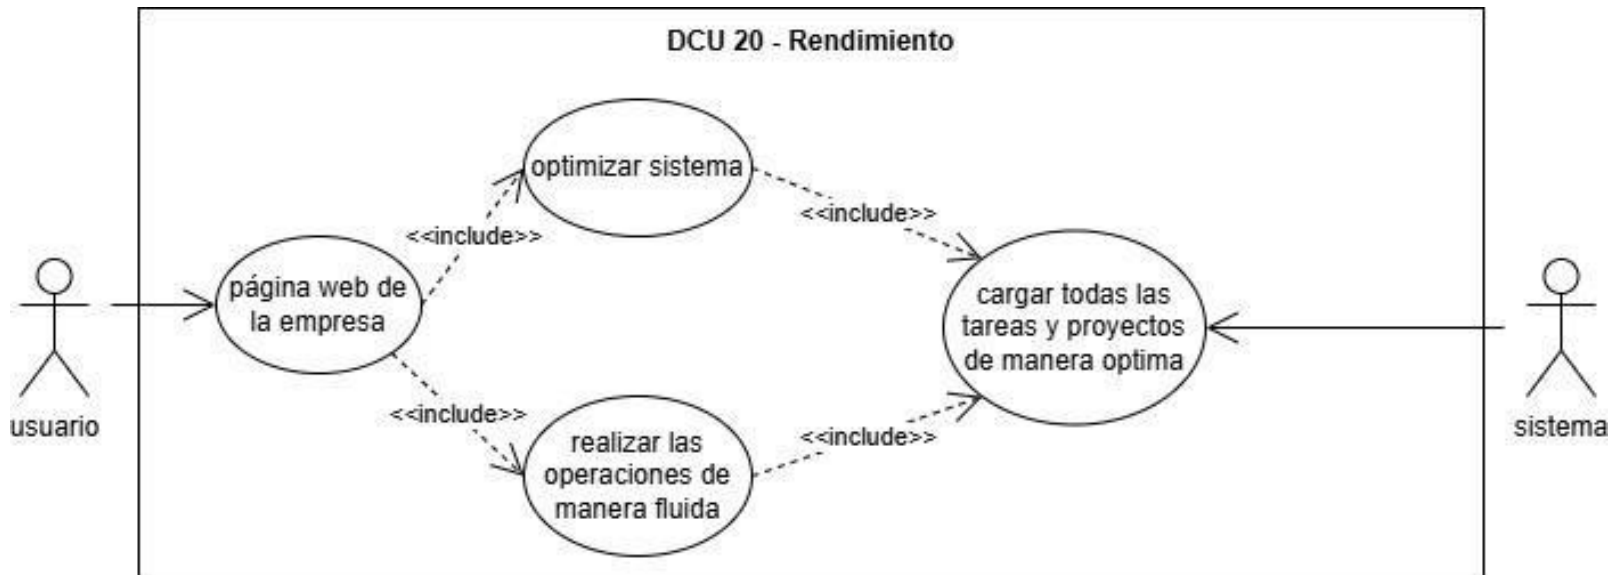 DCU 20 - Rendimiento
optimizar sistema
<<include>>
<<include>>
página web de
la empresa
cargar todas las
tareas y proyectos
de manera optima
<<include>>
<<include>>
realizar las
operaciones de
manera fluida
usuario
sistema